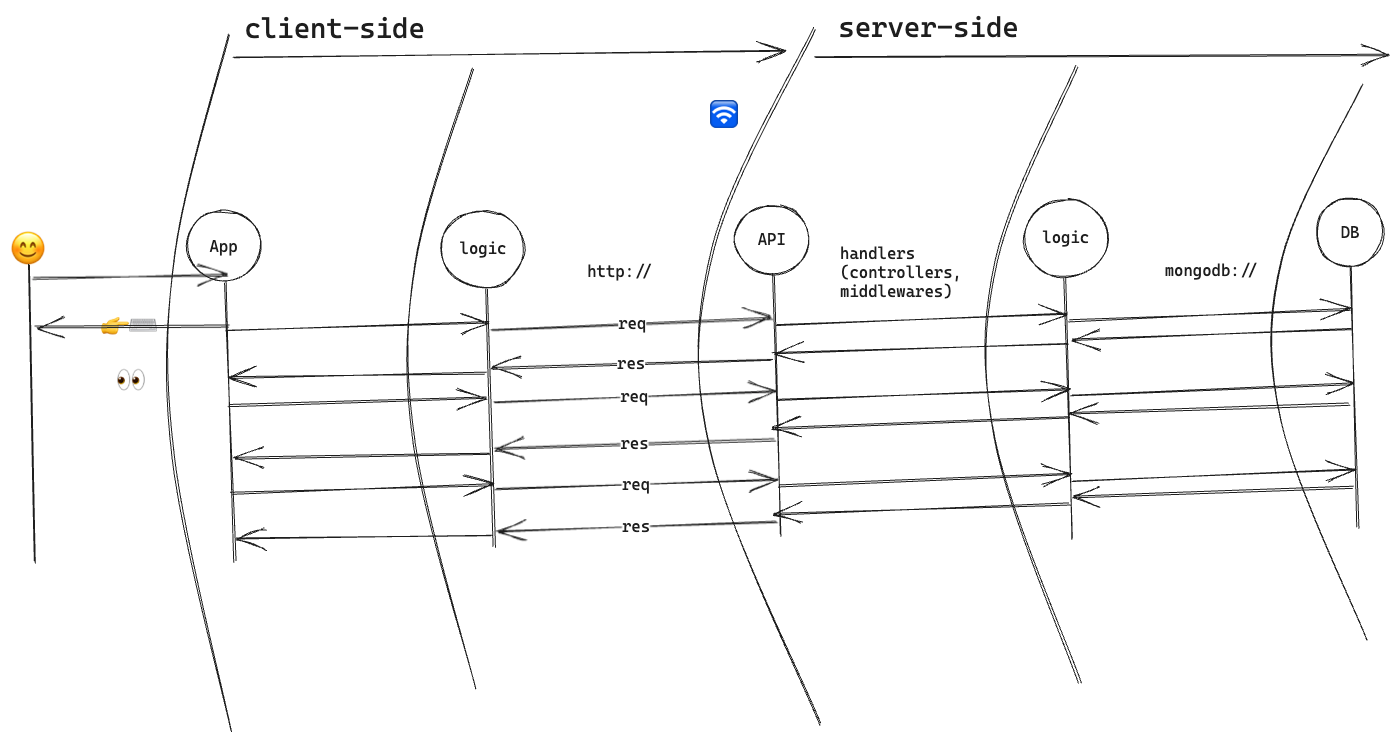 client-side
server-side
App
logic
API
logic
DB
http://
handlers
(controllers,
middlewares)
mongodb://
req
res
req
res
req
res